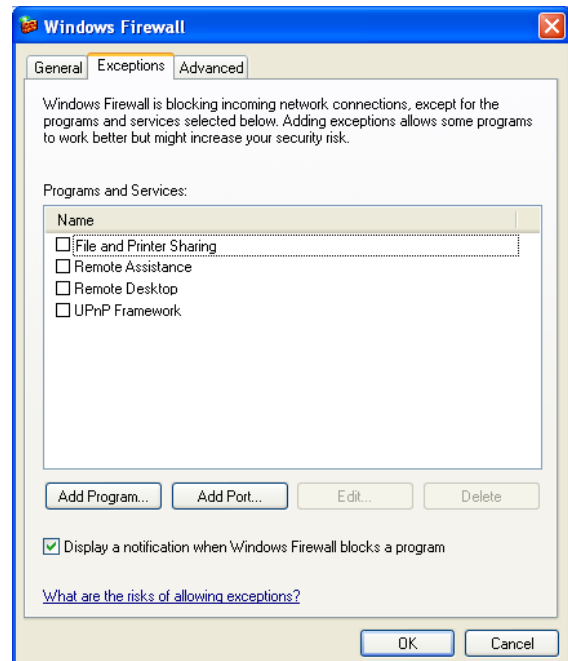 Windows Firewall
General Exceptions Advanced
Windows Firewall is blocking incoming network connections, except for the
programs and services selected below. Adding exceptions allows some programs
to work better but might increase your security risk.
Programs and Services:
Name
File and Printer Sharing
Remote Assistance
Remote Desktop
UPnP Framework
Add Program... Add Port... Edit... Delete
Display a notification when Windows Firewall blocks a program
What are the risks of allowing exceptions?
OK Cancel